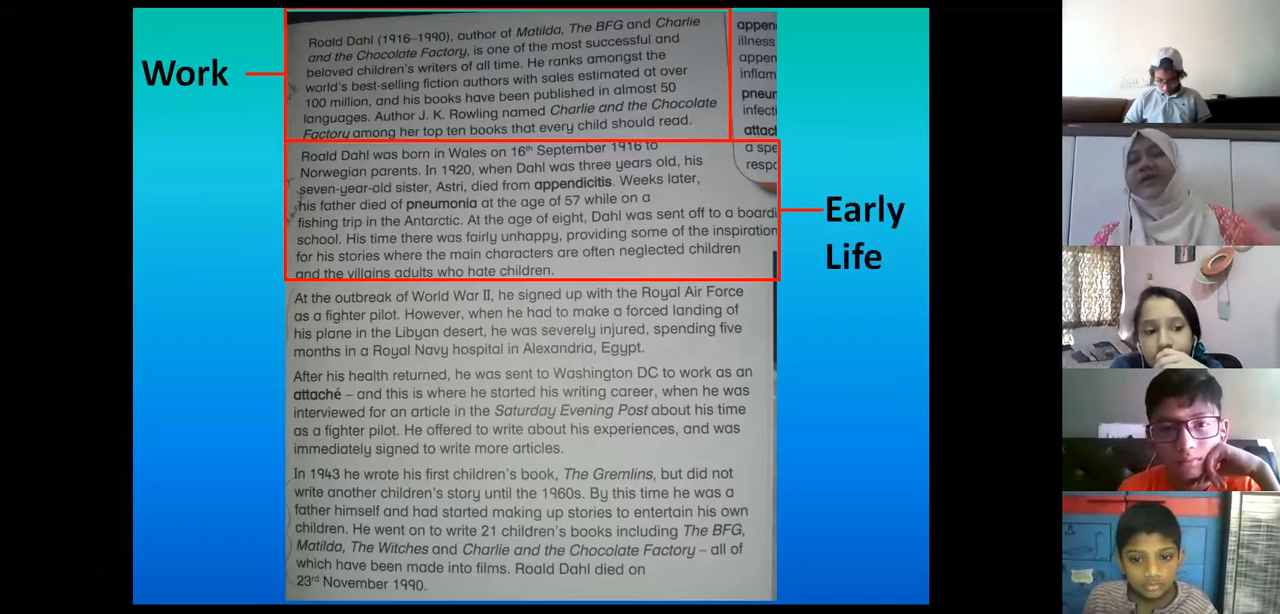 Work
Roald Dahl (1916–1990), author of Matilda, The BFG and Charlie
and the Chocolate Factory, is one of the most successful and
beloved children's writers of all time. He ranks amongst the
world's best-selling fiction authors with sales estimated at over
100 million, and his books have been published in almost 50
languages. Author J. K. Rowling named Charlie and the Chocolate
Factory among her top ten books that every child should read.
appen
illness
appen
inflam
pneum
infecti
attach
a spe
respo
Roald Dahl was born in Wales on 16th September 1916 to
Norwegian parents. In 1920, when Dahl was three years old, his
seven-year-old sister, Astri, died from appendicitis. Weeks later,
his father died of pneumonia at the age of 57 while on a
fishing trip in the Antarctic. At the age of eight, Dahl was sent off to a boardi
school. His time there was fairly unhappy, providing some of the inspiration
for his stories where the main characters are often neglected children
and the villains adults who hate children.
Early
Life
At the outbreak of World War II, he signed up with the Royal Air Force
as a fighter pilot. However, when he had to make a forced landing of
his plane in the Libyan desert, he was severely injured, spending five
months in a Royal Navy hospital in Alexandria, Egypt.
After his health returned, he was sent to Washington DC to work as an
attaché – and this is where he started his writing career, when he was
interviewed for an article in the Saturday Evening Post about his time
as a fighter pilot. He offered to write about his experiences, and was
immediately signed to write more articles.
In 1943 he wrote his first children's book, The Gremlins, but did not
write another children's story until the 1960s. By this time he was a
father himself and had started making up stories to entertain his own
children. He went on to write 21 children's books including The BFG,
Matilda, The Witches and Charlie and the Chocolate Factory – all of
which have been made into films. Roald Dahl died on
23rd November 1990.